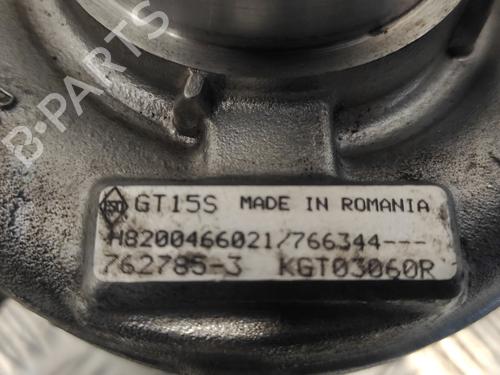 B-PARTS
GT15S MADE IN ROMANIA
H8200466021/766344---
762785-3 KGT03060R